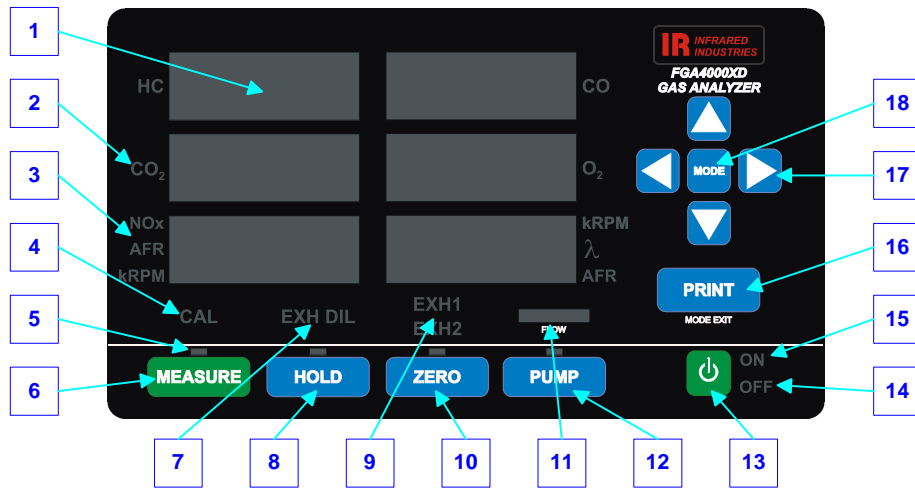 1
2
3
4
5
6
7
8
9
10
11
12
13
14
15
16
17
18
IR INFRARED
INDUSTRIES
FGA4000XD
GAS ANALYZER
HC
CO
CO₂
O₂
NOx
AFR
kRPM
kRPM
λ
AFR
MODE
PRINT
MODE EXIT
CAL
EXH DIL
EXH1
EXH2
FLOW
MEASURE
HOLD
ZERO
PUMP
ON
OFF